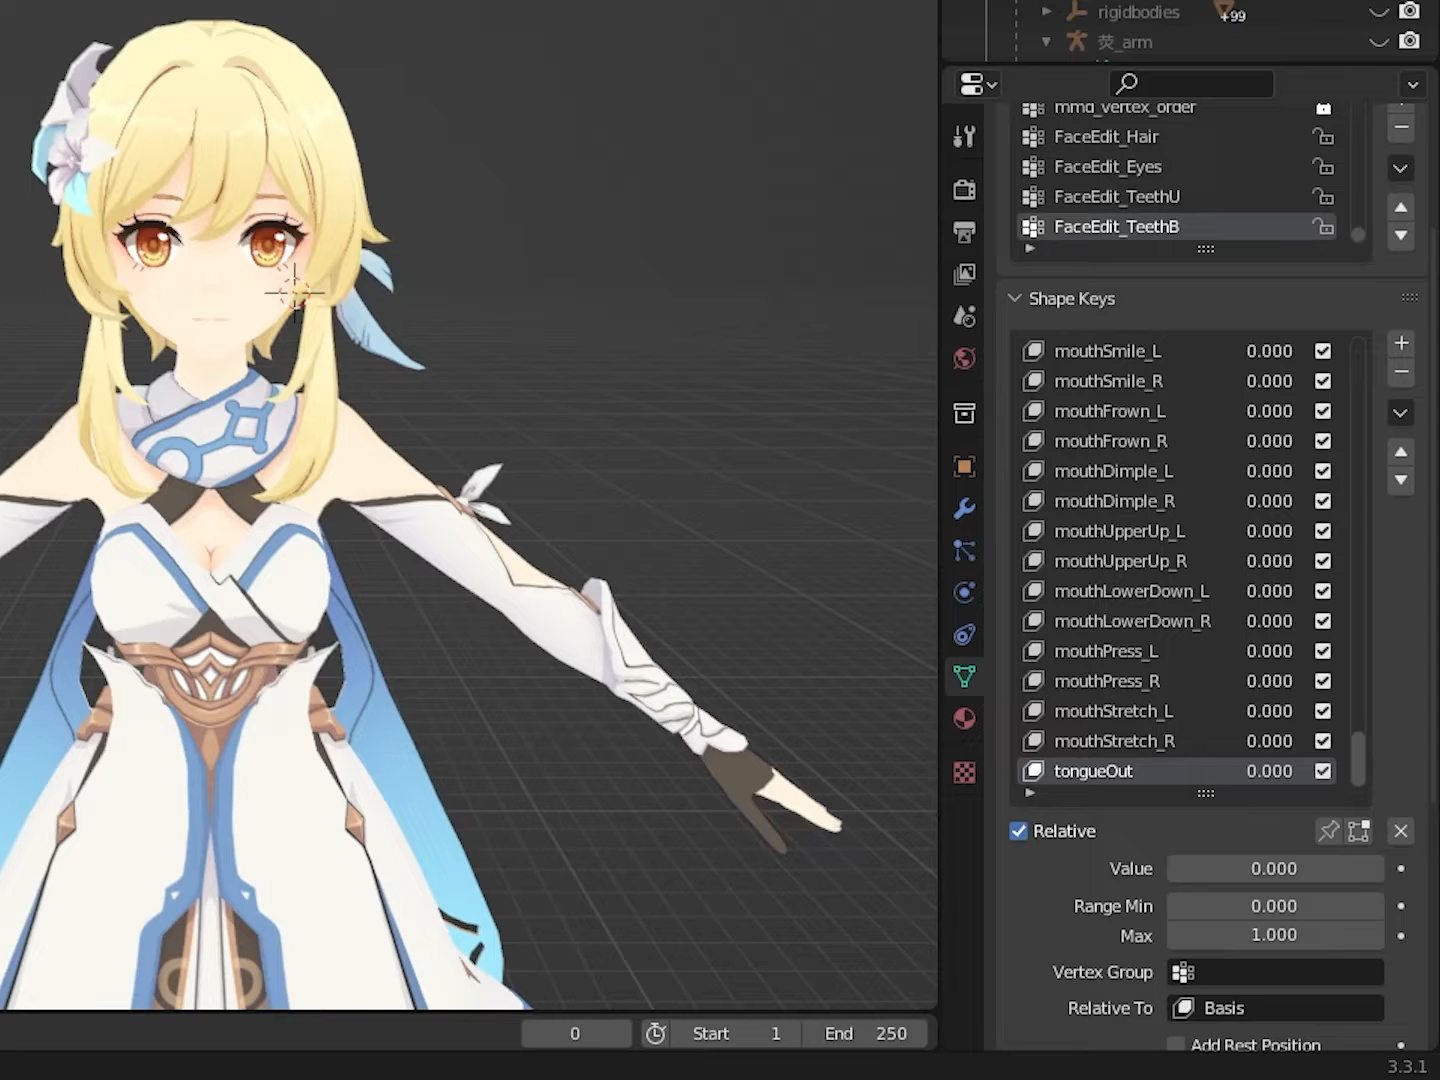 rigidbodies
+99
荧_arm
mmd_vertex_order
FaceEdit_Hair
FaceEdit_Eyes
FaceEdit_TeethU
FaceEdit_TeethB
Shape Keys
mouthSmile_L 0.000
mouthSmile_R 0.000
mouthFrown_L 0.000
mouthFrown_R 0.000
mouthDimple_L 0.000
mouthDimple_R 0.000
mouthUpperUp_L 0.000
mouthUpperUp_R 0.000
mouthLowerDown_L 0.000
mouthLowerDown_R 0.000
mouthPress_L 0.000
mouthPress_R 0.000
mouthStretch_L 0.000
mouthStretch_R 0.000
tongueOut 0.000
Relative
Value 0.000
Range Min 0.000
Max 1.000
Vertex Group
Relative To Basis
Add Rest Position
0 Start 1 End 250
3.3.1